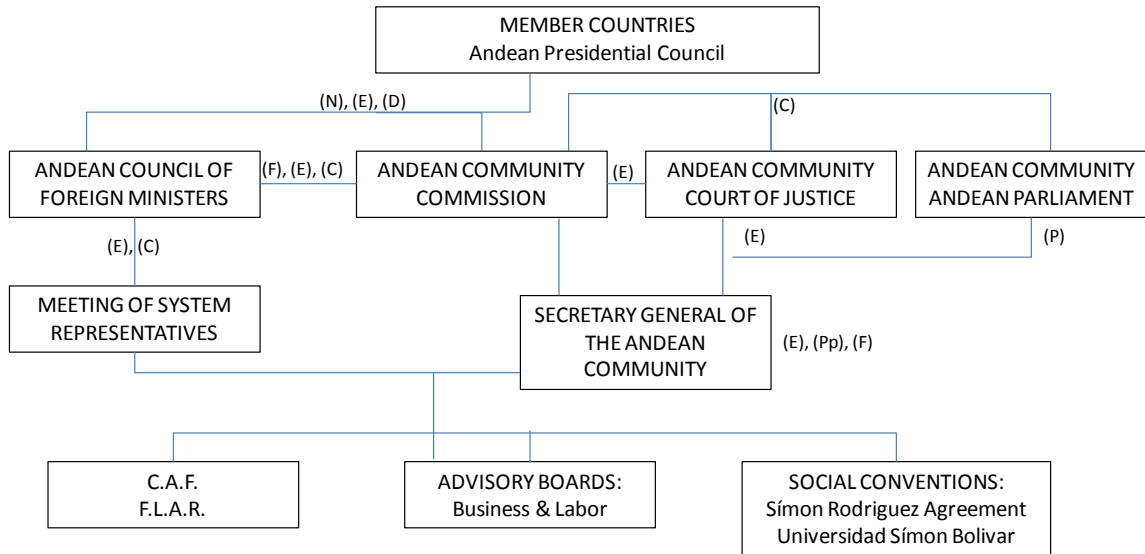 MEMBER COUNTRIES
Andean Presidential Council
(N), (E), (D)
(C)
ANDEAN COUNCIL OF
FOREIGN MINISTERS
(F), (E), (C)
ANDEAN COMMUNITY
COMMISSION
(E)
ANDEAN COMMUNITY
COURT OF JUSTICE
ANDEAN COMMUNITY
ANDEAN PARLIAMENT
(E), (C)
(E)
(P)
MEETING OF SYSTEM
REPRESENTATIVES
SECRETARY GENERAL OF
THE ANDEAN
COMMUNITY
(E), (Pp), (F)
C.A.F.
F.L.A.R.
ADVISORY BOARDS:
Business & Labor
SOCIAL CONVENTIONS:
Símon Rodriguez Agreement
Universidad Símon Bolivar